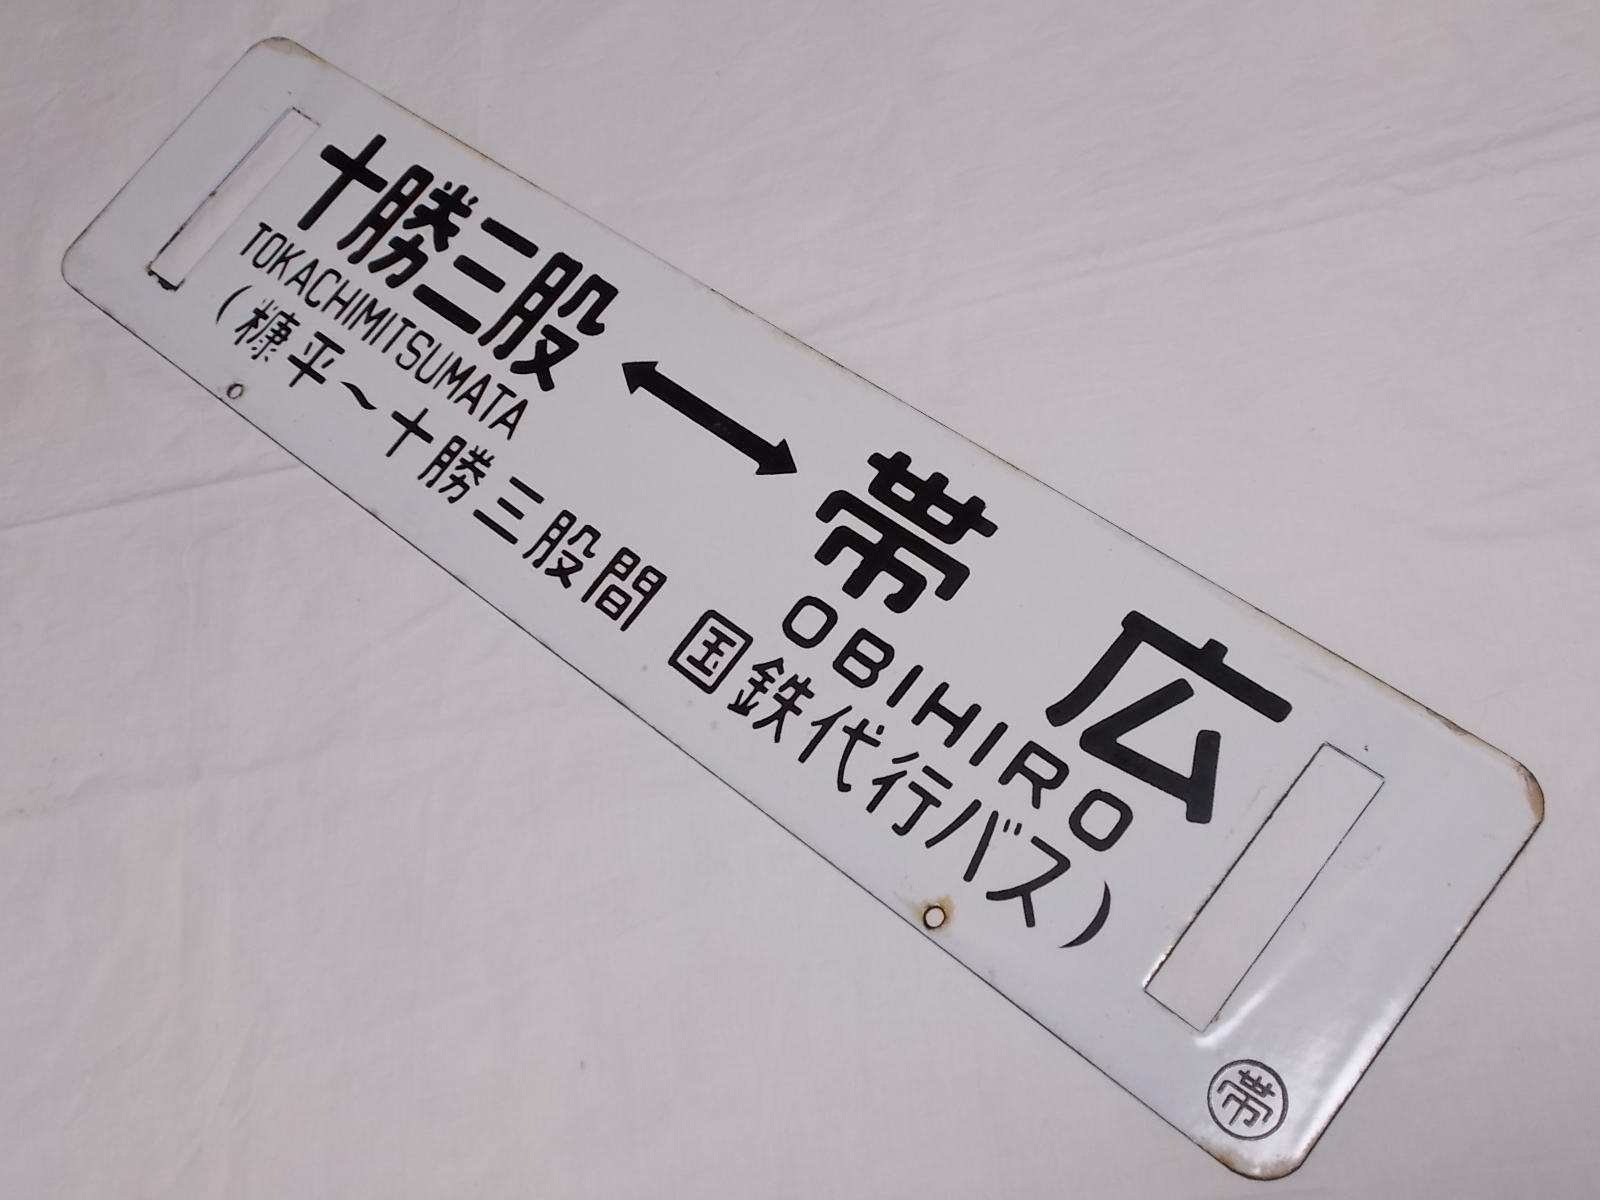 十勝三股 ↔ 帯広
TOKACHIMITSUMATA OBIHIRO
(糠平～十勝三股間 国鉄代行バス)
帯